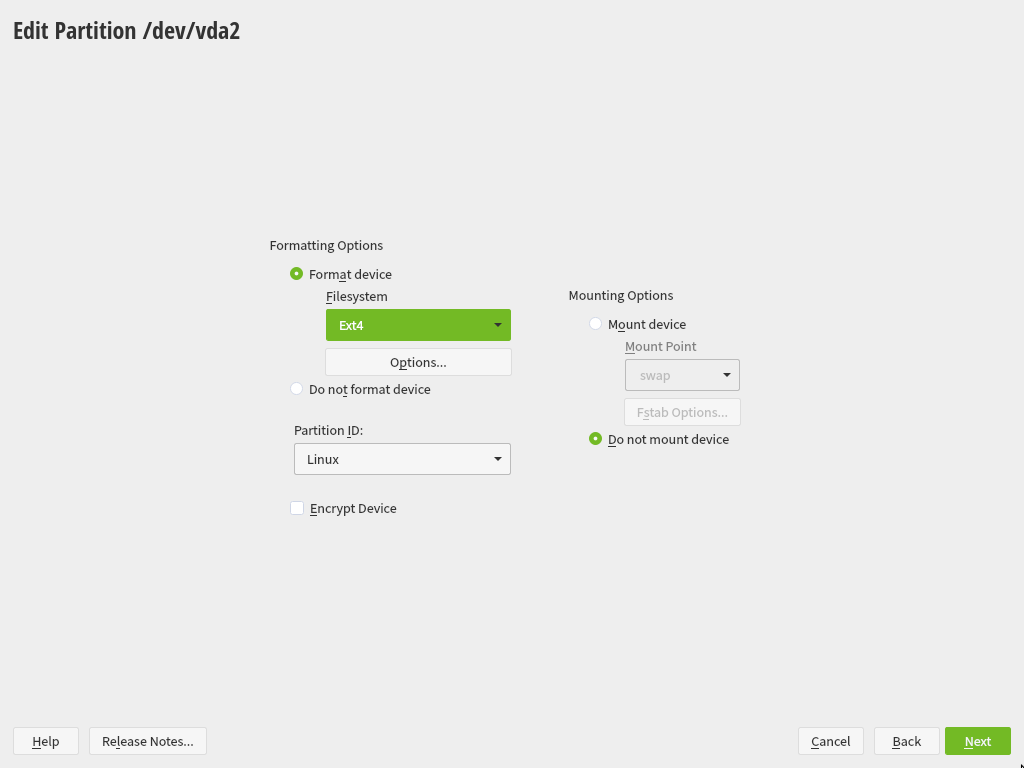 Edit Partition /dev/vda2
Formatting Options
Format device
Filesystem
Ext4
Options...
Do not format device
Partition ID:
Linux
Encrypt Device
Mounting Options
Mount device
Mount Point
swap
Fstab Options...
Do not mount device
Help
Release Notes...
Cancel
Back
Next